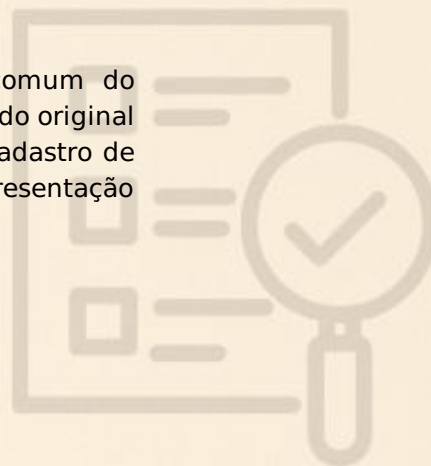 omum do
do original
adastro de
resentação